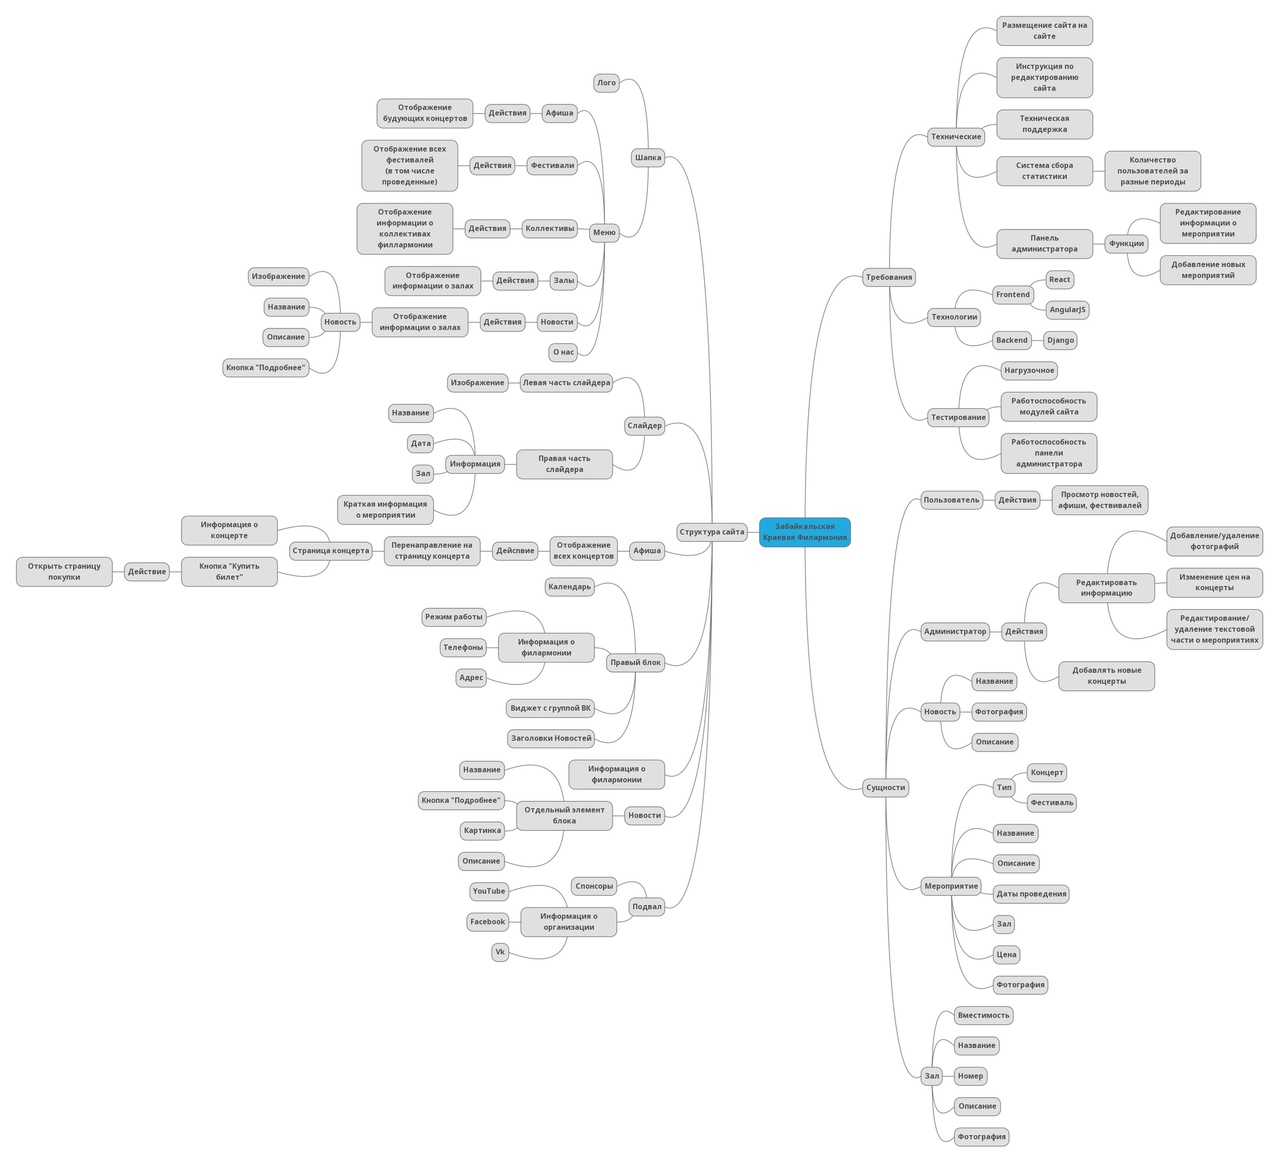 Забайкальская
Краевая Филармония
Структура сайта
Шапка
Лого
Меню
Афиша
Действия
Отображение
будующих концертов
Фестивали
Действия
Отображение всех
фестивалей
(в том числе
проведенные)
Коллективы
Действия
Отображение
информации о
коллективах
филлармонии
Залы
Действия
Отображение
информации о залах
Новости
Действия
Отображение
информации о залах
Новость
Изображение
Название
Описание
Кнопка "Подробнее"
О нас
Слайдер
Левая часть слайдера
Изображение
Правая часть
слайдера
Информация
Название
Дата
Зал
Краткая информация
о мероприятии
Афиша
Отображение
всех концертов
Дейсвие
Перенаправление на
страницу концерта
Страница концерта
Информация о
концерте
Кнопка "Купить
билет"
Действие
Открыть страницу
покупки
Правый блок
Календарь
Информация о
филармонии
Режим работы
Телефоны
Адрес
Виджет с группой ВК
Заголовки Новостей
Информация о
филармонии
Новости
Отдельный элемент
блока
Название
Кнопка "Подробнее"
Картинка
Описание
Подвал
Спонсоры
Информация о
организации
YouTube
Facebook
Vk
Требования
Технические
Размещение сайта на
сайте
Инструкция по
редактированию
сайта
Техническая
поддержка
Система сбора
статистики
Количество
пользователей за
разные периоды
Панель
администратора
Функции
Редактирование
информации о
мероприятии
Добавление новых
мероприятий
Технологии
Frontend
React
AngularJS
Backend
Django
Тестирование
Нагрузочное
Работоспособность
модулей сайта
Работоспособность
панели
администратора
Сущности
Пользователь
Действия
Просмотр новостей,
афиши, фествивалей
Администратор
Действия
Редактировать
информацию
Добавление/удаление
фотографий
Изменение цен на
концерты
Редактирование/
удаление текстовой
части о мероприятиях
Добавлять новые
концерты
Новость
Название
Фотография
Описание
Мероприятие
Тип
Концерт
Фестиваль
Название
Описание
Даты проведения
Зал
Цена
Фотография
Зал
Вместимость
Название
Номер
Описание
Фотография